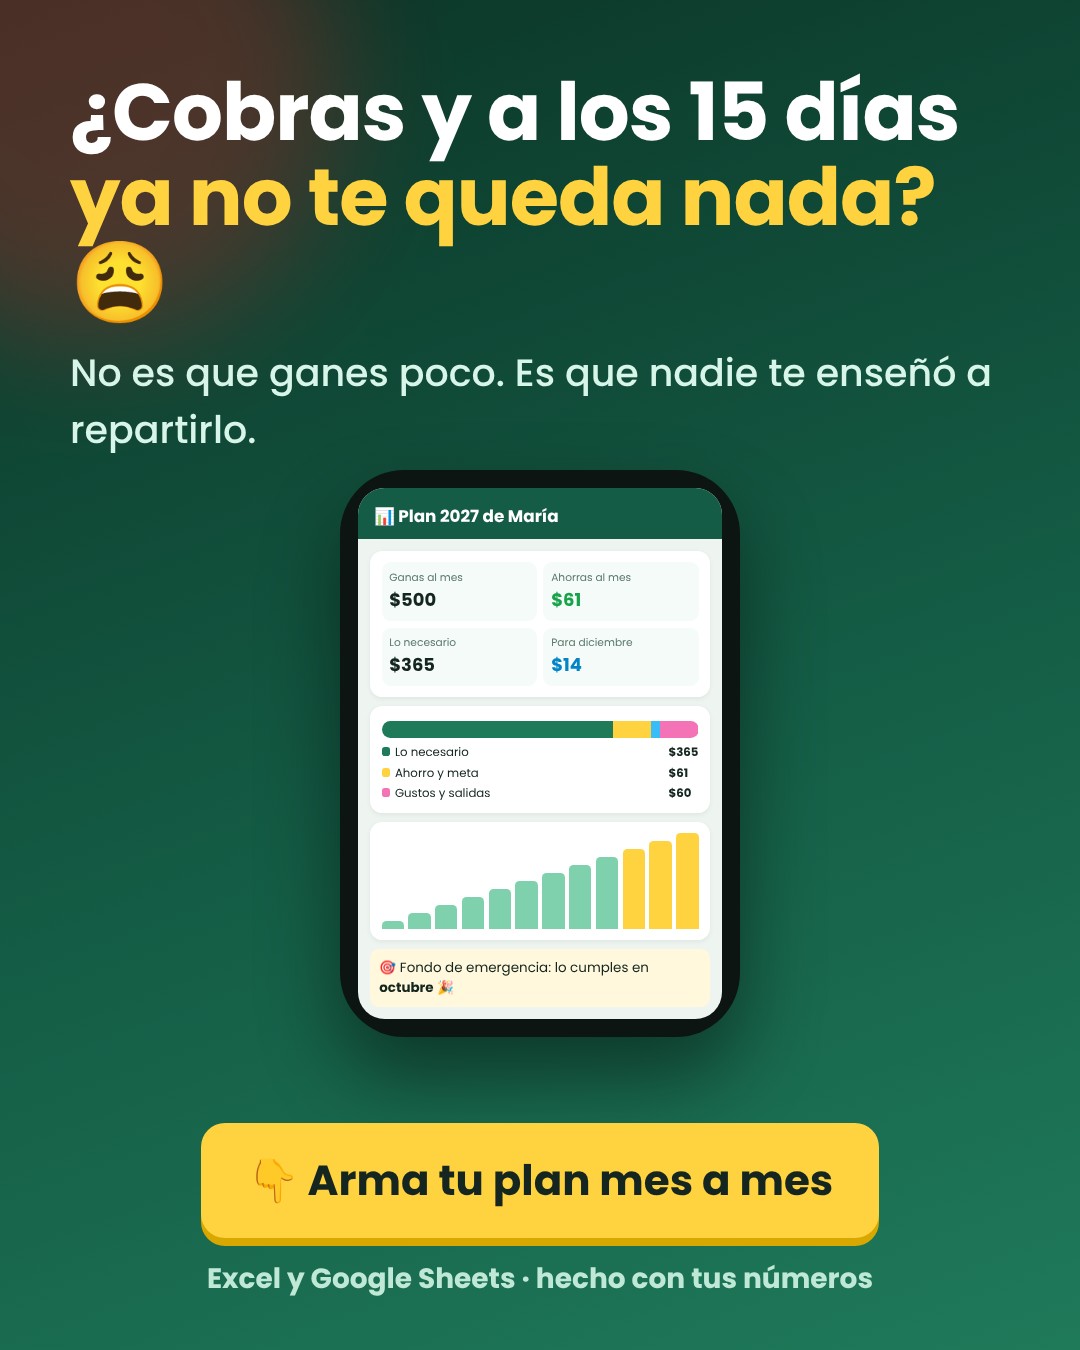 ¿Cobras y a los 15 días
ya no te queda nada?
😩
No es que ganes poco. Es que nadie te enseñó a
repartirlo.
📊 Plan 2027 de María
Ganas al mes
$500
Ahorras al mes
$61
Lo necesario
$365
Para diciembre
$14
Lo necesario $365
Ahorro y meta $61
Gustos y salidas $60
🎯 Fondo de emergencia: lo cumples en
octubre 🎉
👇 Arma tu plan mes a mes
Excel y Google Sheets · hecho con tus números